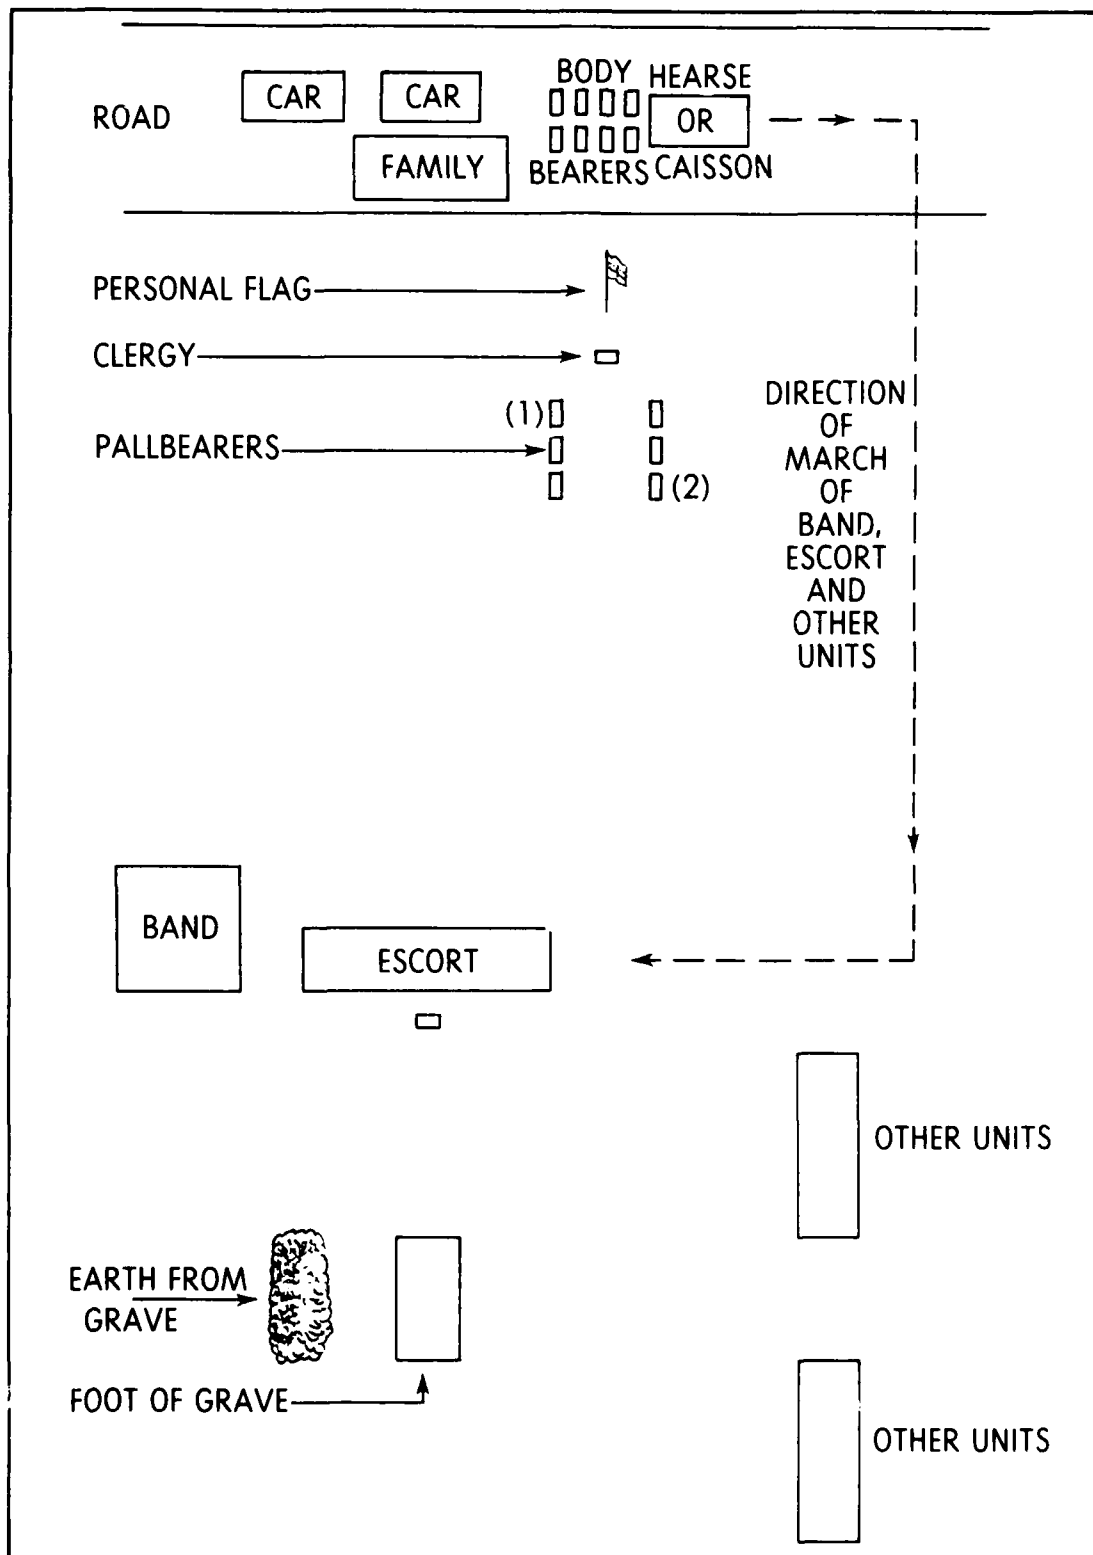 BODY HEARSE
CAR CAR OR
ROAD
FAMILY BEARERS CAISSON
PERSONAL FLAG
CLERGY
(1)
PALLBEARERS
(2)
DIRECTION
OF
MARCH
OF
BAND,
ESCORT
AND
OTHER
UNITS
BAND
ESCORT
OTHER UNITS
EARTH FROM
GRAVE
FOOT OF GRAVE
OTHER UNITS